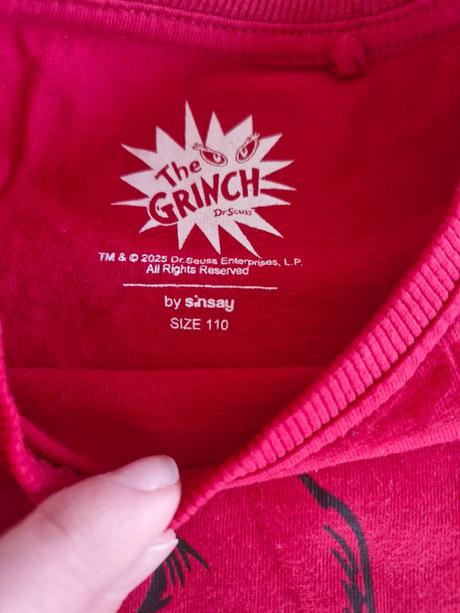 The
GRINCH
Dr. Seuss
TM & © 2025 Dr.Seuss Enterprises, L.P.
All Rights Reserved
by sinsay
SIZE 110